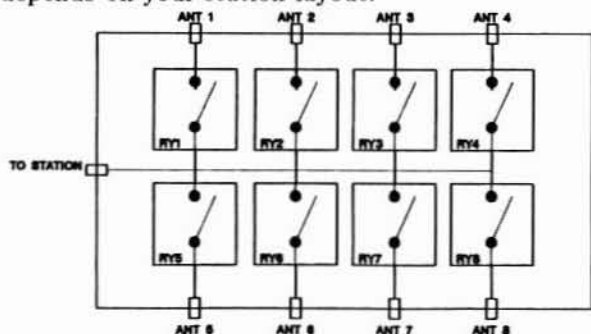 depends on your station layout.
ANT 1 ANT 2 ANT 3 ANT 4
RY1 RY2 RY3 RY4
TO STATION
RY5 RY6 RY7 RY8
ANT 5 ANT 6 ANT 7 ANT 8